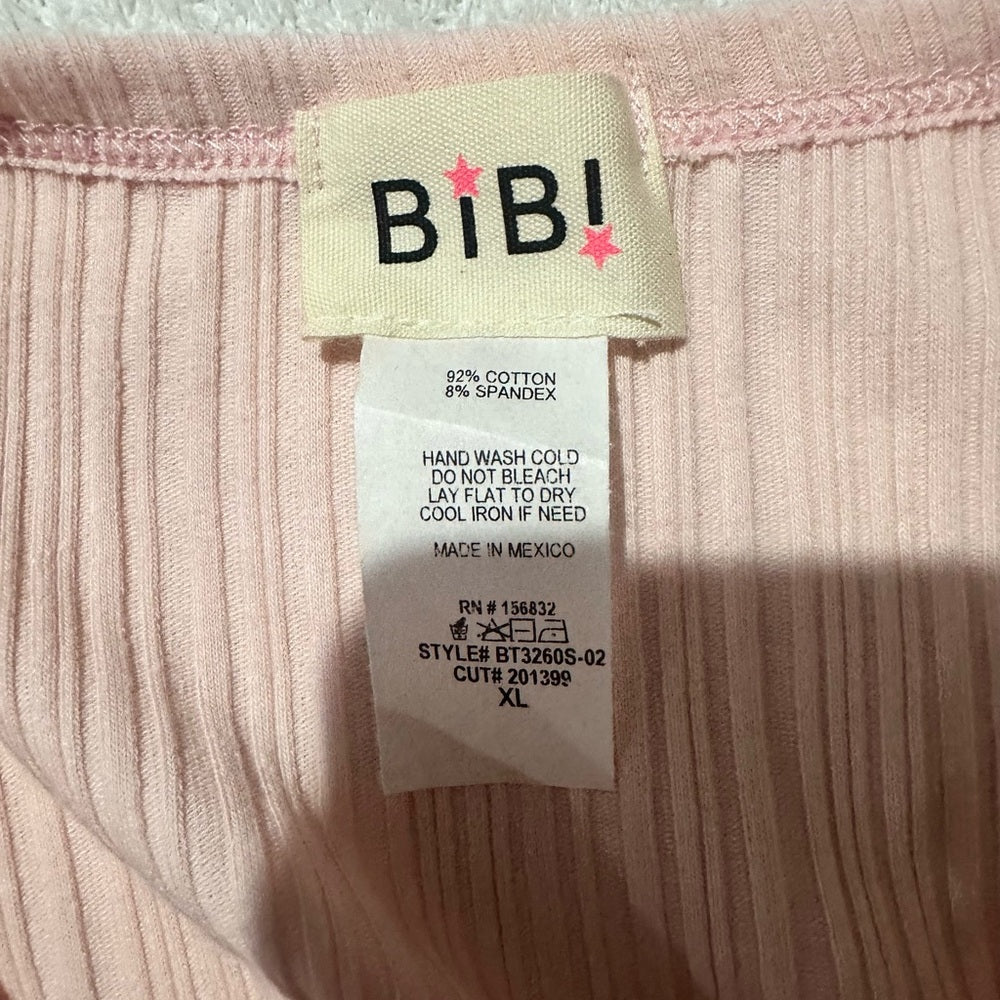 BiB!
92% COTTON
8% SPANDEX
HAND WASH COLD
DO NOT BLEACH
LAY FLAT TO DRY
COOL IRON IF NEED
MADE IN MEXICO
RN # 156832
STYLE# BT3260S-02
CUT# 201399
XL